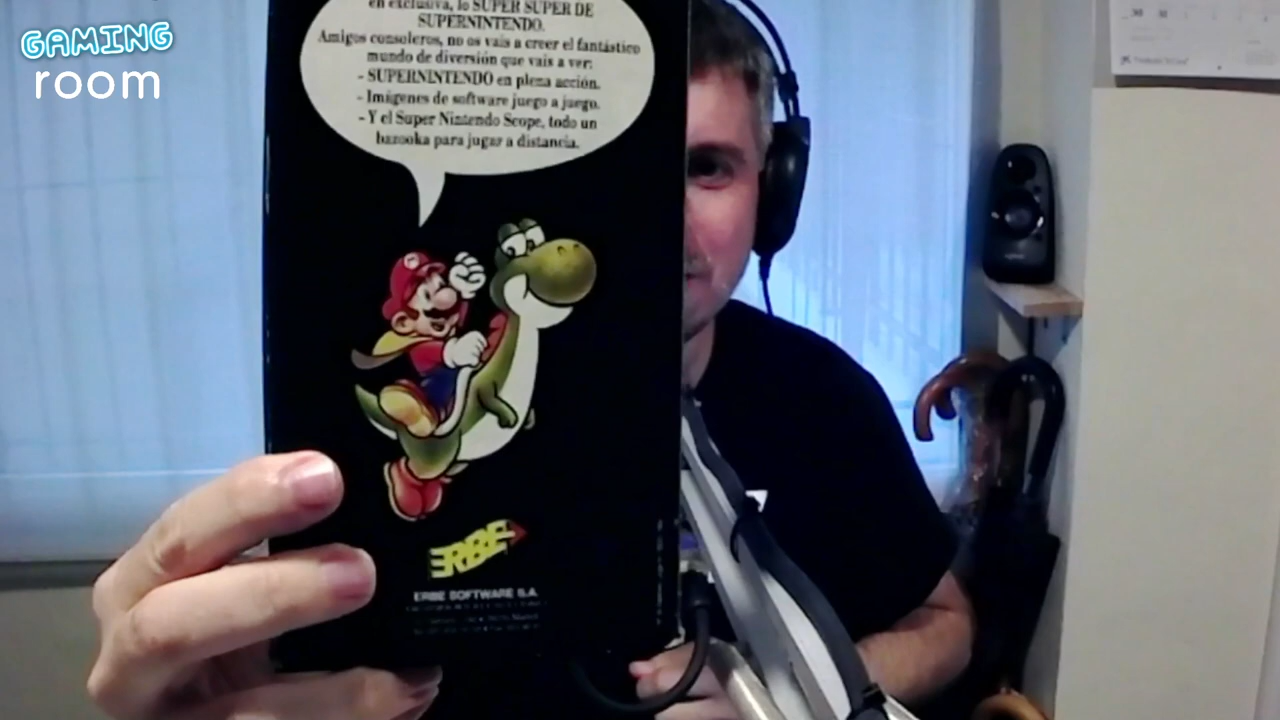 GAMING
room
en exclusiva, lo SUPER SUPER DE
SUPERNINTENDO.
Amigos consoleros, no os vais a creer el fantástico
mundo de diversión que vais a ver:
- SUPERNINTENDO en plena acción.
- Imágenes de software juego a juego.
- Y el Super Nintendo Scope, todo un
bazooka para jugar a distancia.
ERBE
ERBE SOFTWARE S.A.